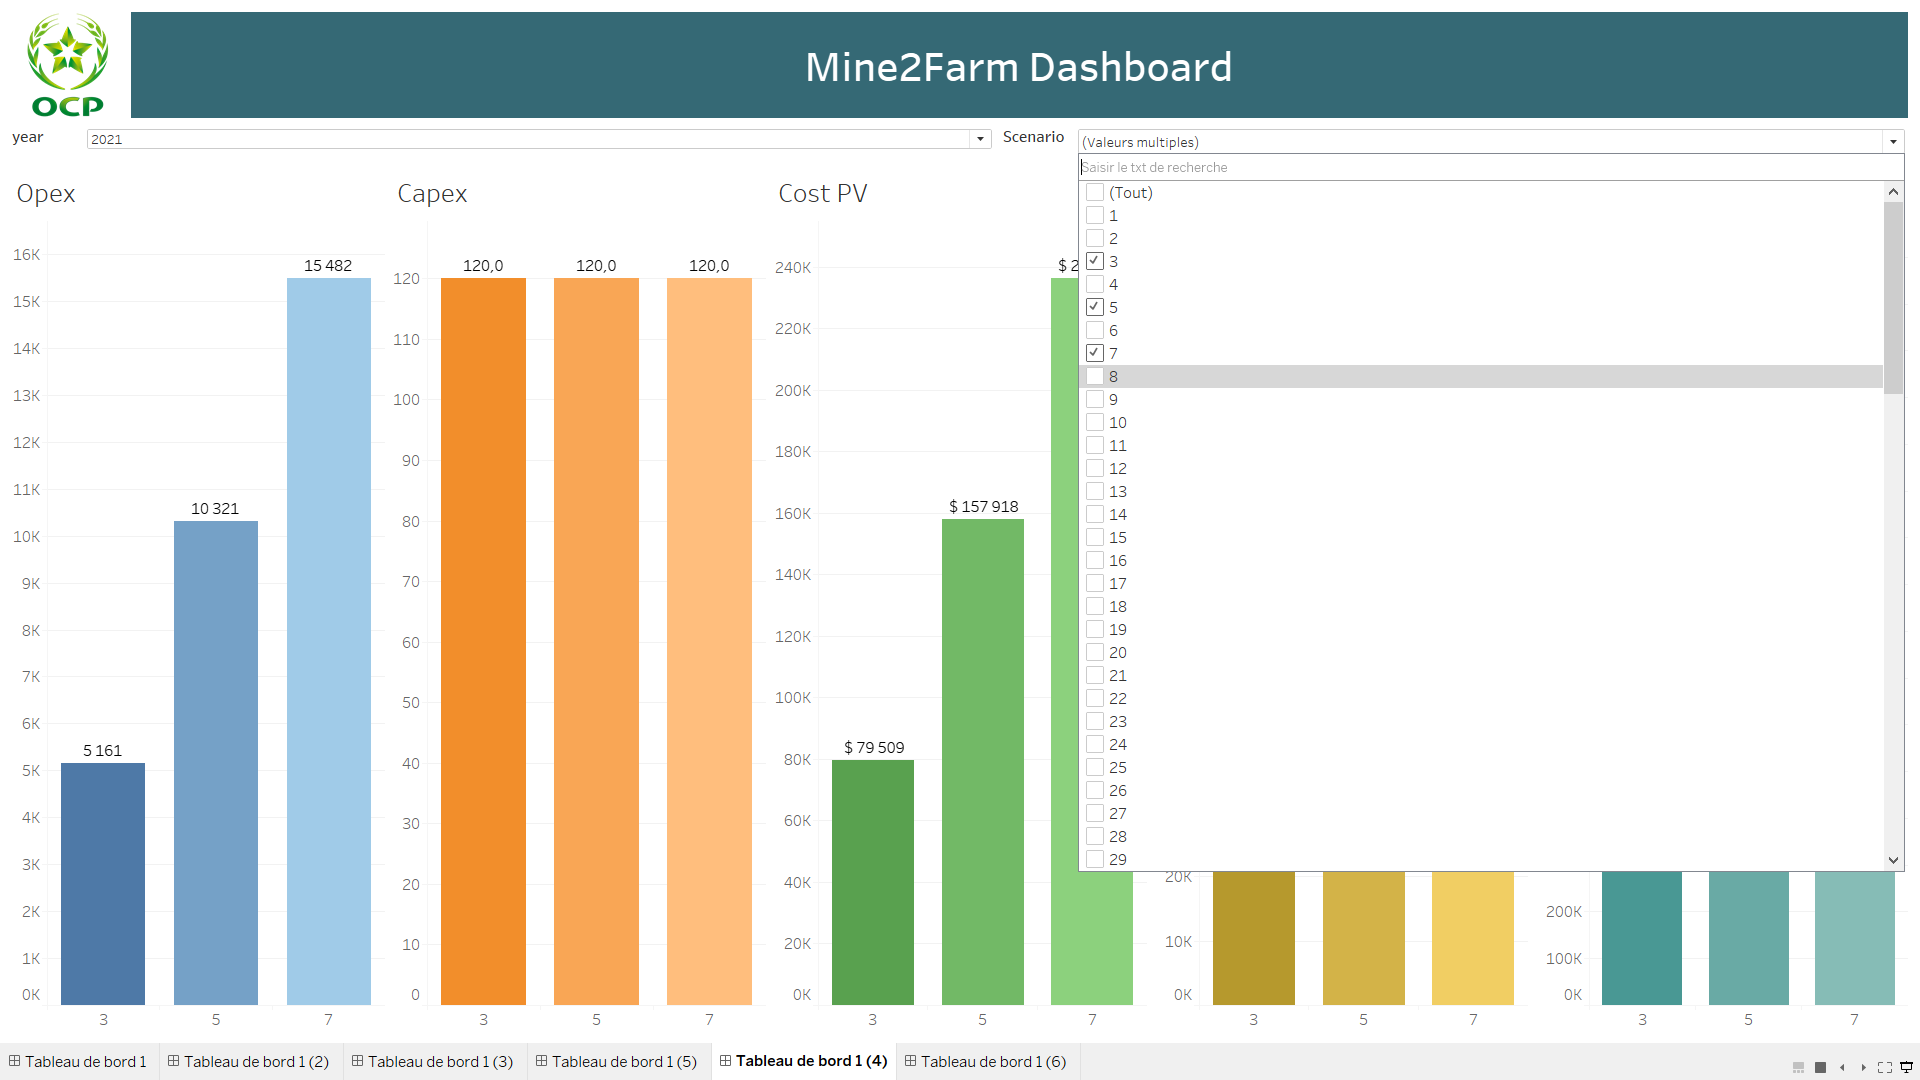 OCP
Mine2Farm Dashboard
year
2021
Scenario
(Valeurs multiples)
Saisir le txt de recherche
(Tout)
1
2
3
4
5
6
7
8
9
10
11
12
13
14
15
16
17
18
19
20
21
22
23
24
25
26
27
28
29
Opex
16K
15K
14K
13K
12K
11K
10K
9K
8K
7K
6K
5K
4K
3K
2K
1K
0K
5 161
10 321
15 482
3 5 7
Capex
120
110
100
90
80
70
60
50
40
30
20
10
0
120,0 120,0 120,0
3 5 7
Cost PV
240K
220K
200K
180K
160K
140K
120K
100K
80K
60K
40K
20K
0K
$ 79 509
$ 157 918
$ 2
3 5 7
20K
10K
0K
3 5 7
200K
100K
0K
3 5 7
Tableau de bord 1
Tableau de bord 1 (2)
Tableau de bord 1 (3)
Tableau de bord 1 (5)
Tableau de bord 1 (4)
Tableau de bord 1 (6)